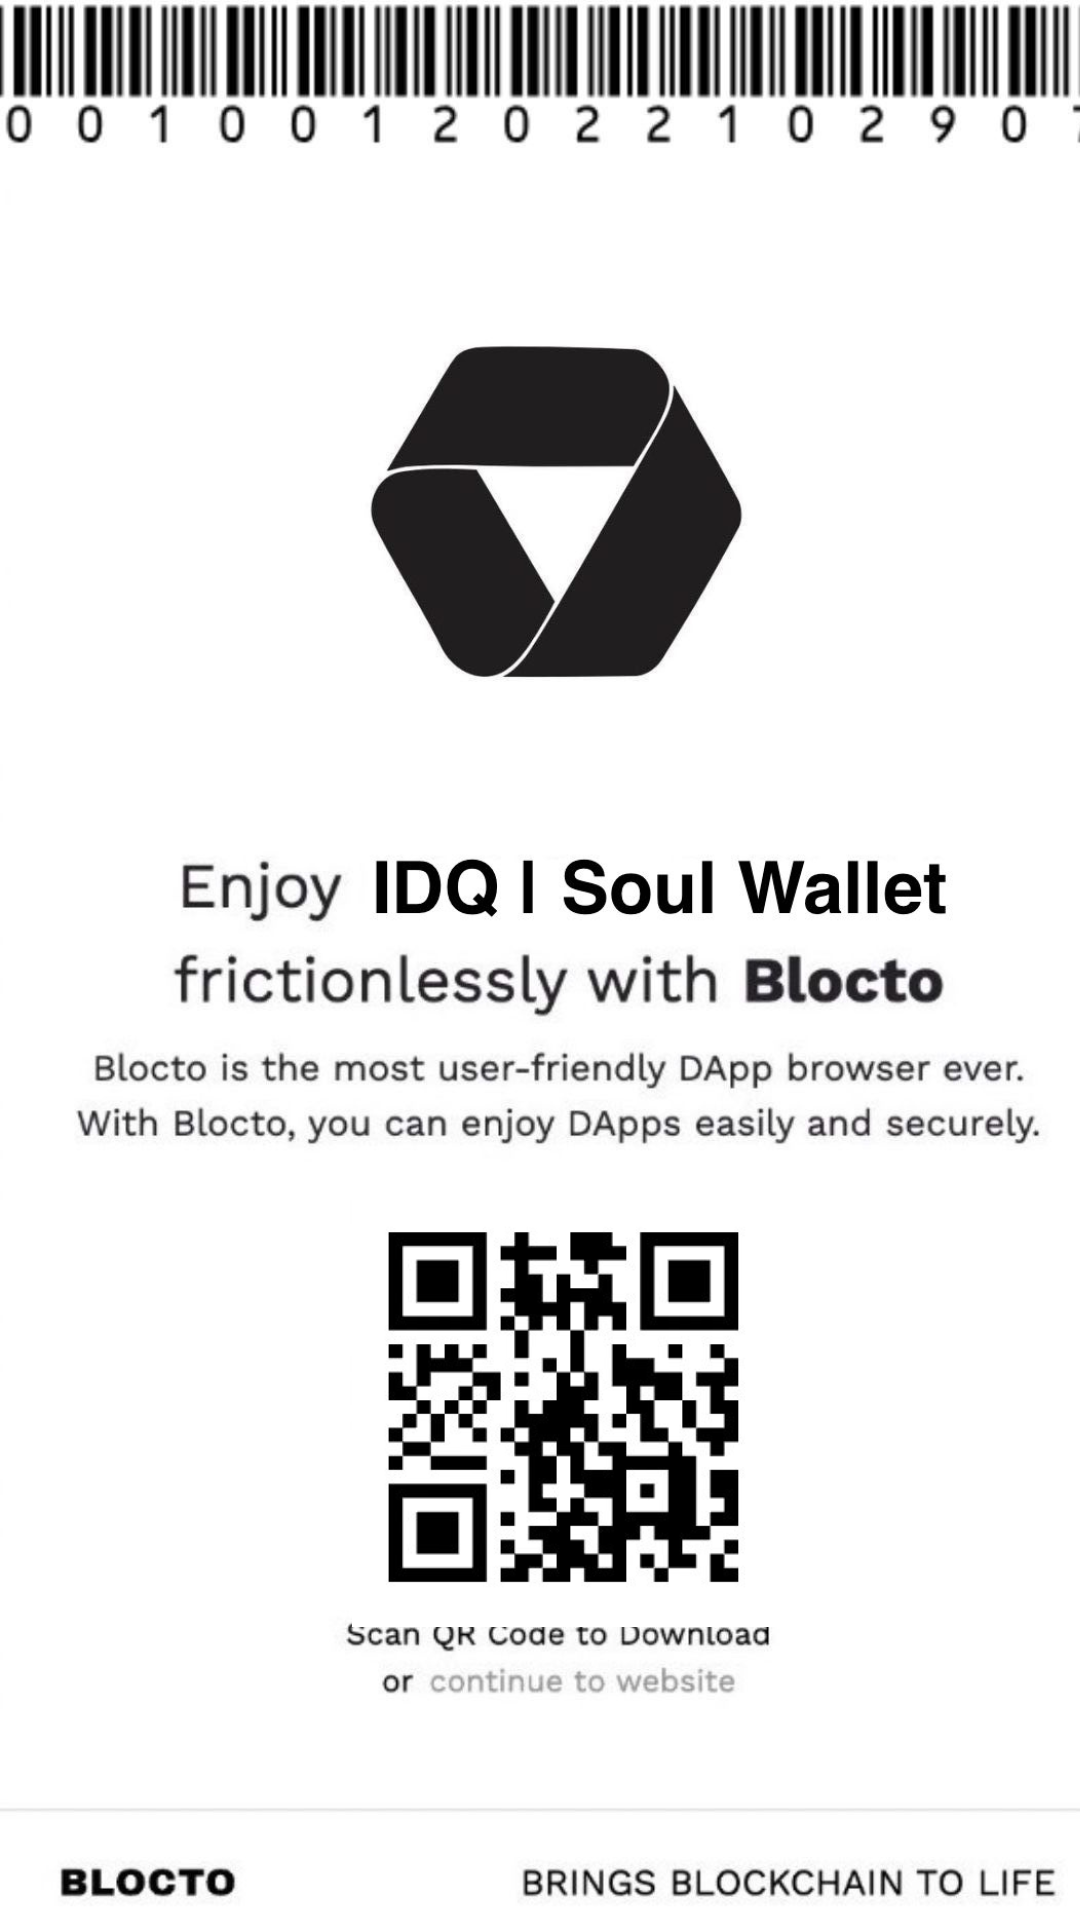 0 0 1 0 0 1 2 0 2 2 1 0 2 9 0
Enjoy IDQ | Soul Wallet
frictionlessly with Blocto
Blocto is the most user-friendly DApp browser ever.
With Blocto, you can enjoy DApps easily and securely.
Scan QR Code to Download
or continue to website
BLOCTO
BRINGS BLOCKCHAIN TO LIFE